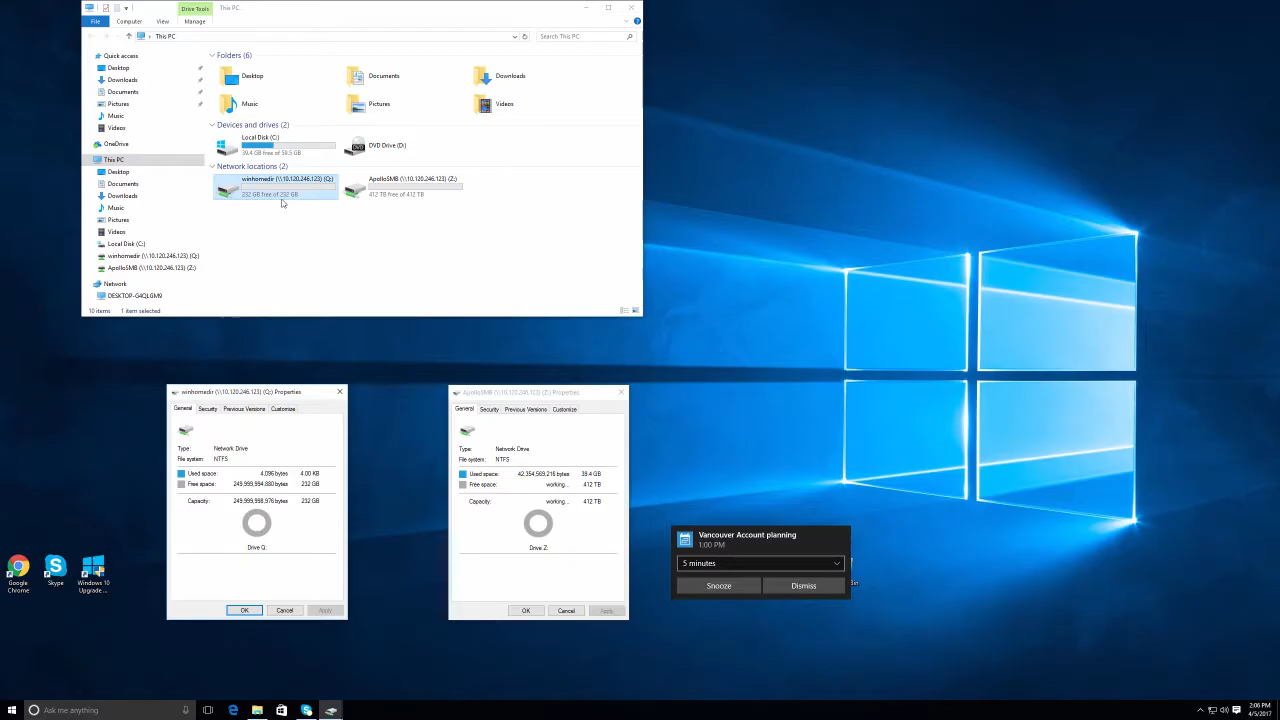 Drive Tools
This PC
File
Computer
View
Manage
This PC
Search This PC
Quick access
Desktop
Downloads
Documents
Pictures
Music
Videos
OneDrive
This PC
Desktop
Documents
Downloads
Music
Pictures
Videos
Local Disk (C:)
winhomedir (\\10.120.246.123) (Q:)
ApolloSMB (\\10.120.246.123) (Z:)
Network
DESKTOP-G4QLGM9
Folders (6)
Desktop
Documents
Downloads
Music
Pictures
Videos
Devices and drives (2)
Local Disk (C:)
39.4 GB free of 59.5 GB
DVD Drive (D:)
Network locations (2)
winhomedir (\\10.120.246.123) (Q:)
232 GB free of 232 GB
ApolloSMB (\\10.120.246.123) (Z:)
412 TB free of 412 TB
10 items
1 item selected
winhomedir (\\10.120.246.123) (Q:) Properties
General
Security
Previous Versions
Customize
Type:
Network Drive
File system:
NTFS
Used space:
4,096 bytes
4.00 KB
Free space:
249,999,994,880 bytes
232 GB
Capacity:
249,999,998,976 bytes
232 GB
Drive Q:
OK
Cancel
Apply
ApolloSMB (\\10.120.246.123) (Z:) Properties
General
Security
Previous Versions
Customize
Type:
Network Drive
File system:
NTFS
Used space:
42,354,569,216 bytes
39.4 GB
Free space:
working...
412 TB
Capacity:
working...
412 TB
Drive Z:
OK
Cancel
Apply
Vancouver Account planning
1:00 PM
5 minutes
Snooze
Dismiss
Google
Chrome
Skype
Windows 10
Upgrade ...
Bin
Ask me anything
2:06 PM
4/5/2017